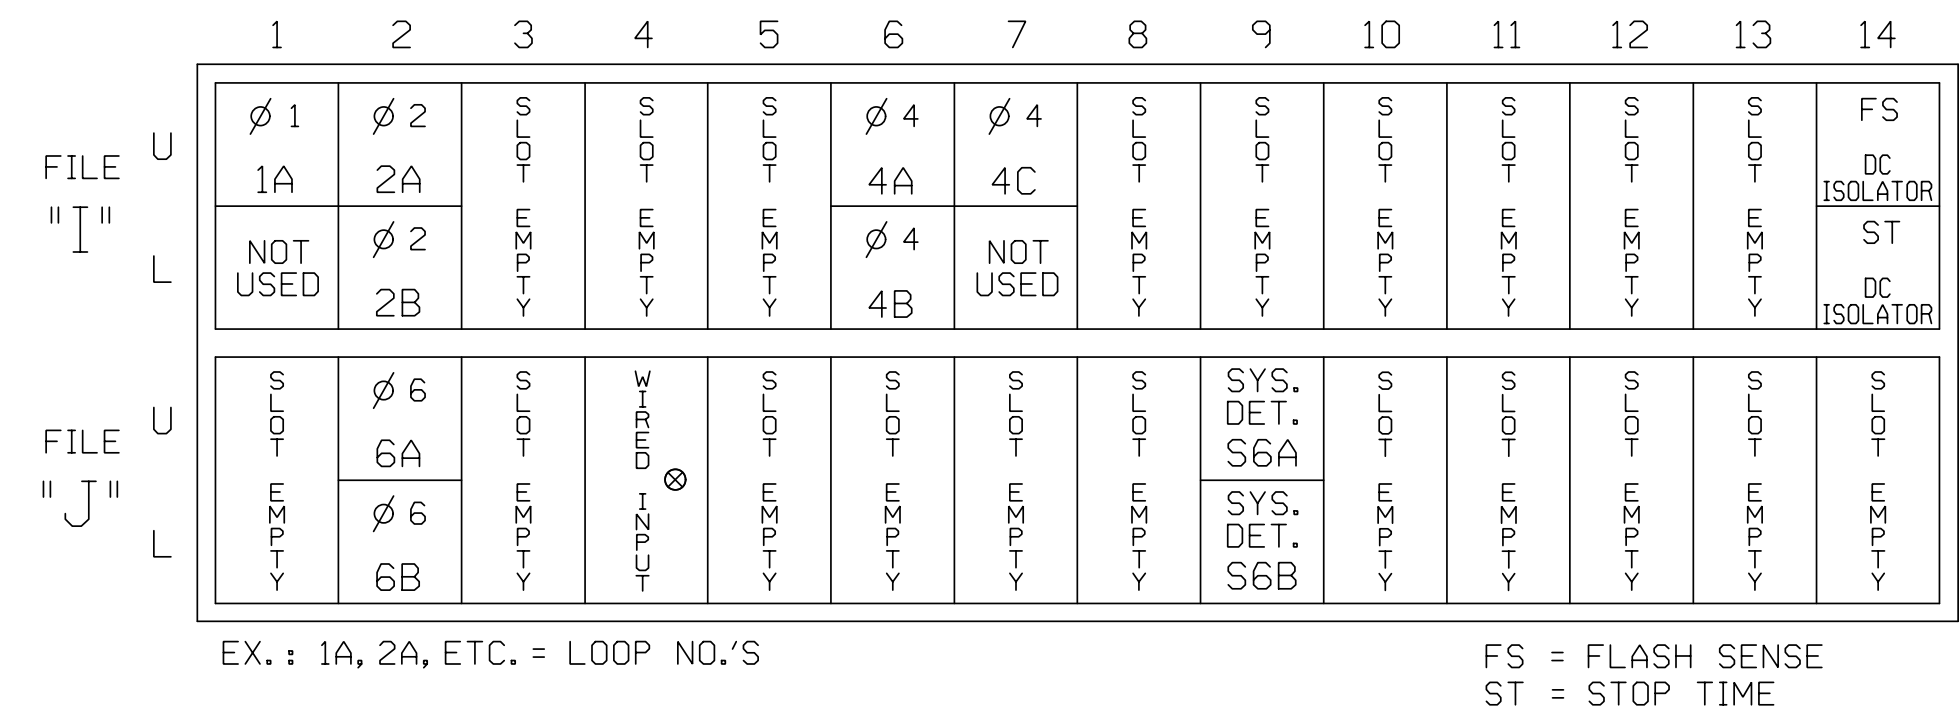 1 2 3 4 5 6 7 8 9 10 11 12 13 14
FILE "I"
U
L
Ø 1
1A
NOT
USED
Ø 2
2A
Ø 2
2B
SLOT EMPTY
SLOT EMPTY
SLOT EMPTY
Ø 4
4A
Ø 4
4B
Ø 4
4C
NOT
USED
SLOT EMPTY
SLOT EMPTY
SLOT EMPTY
SLOT EMPTY
SLOT EMPTY
SLOT EMPTY
FS
DC
ISOLATOR
ST
DC
ISOLATOR
FILE "J"
U
L
SLOT EMPTY
Ø 6
6A
Ø 6
6B
SLOT EMPTY
WIRED INPUT
⊗
SLOT EMPTY
SLOT EMPTY
SLOT EMPTY
SLOT EMPTY
SYS.
DET.
S6A
SYS.
DET.
S6B
SLOT EMPTY
SLOT EMPTY
SLOT EMPTY
SLOT EMPTY
SLOT EMPTY
EX.: 1A, 2A, ETC. = LOOP NO.'S
FS = FLASH SENSE
ST = STOP TIME